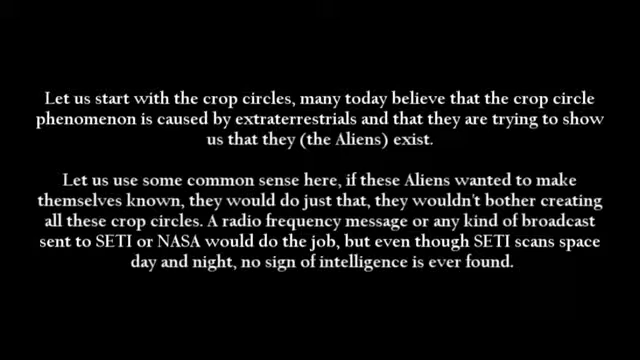 Let us start with the crop circles, many today believe that the crop circle
phenomenon is caused by extraterrestrials and that they are trying to show
us that they (the Aliens) exist.
Let us use some common sense here, if these Aliens wanted to make
themselves known, they would do just that, they wouldn't bother creating
all these crop circles. A radio frequency message or any kind of broadcast
sent to SETI or NASA would do the job, but even though SETI scans space
day and night, no sign of intelligence is ever found.